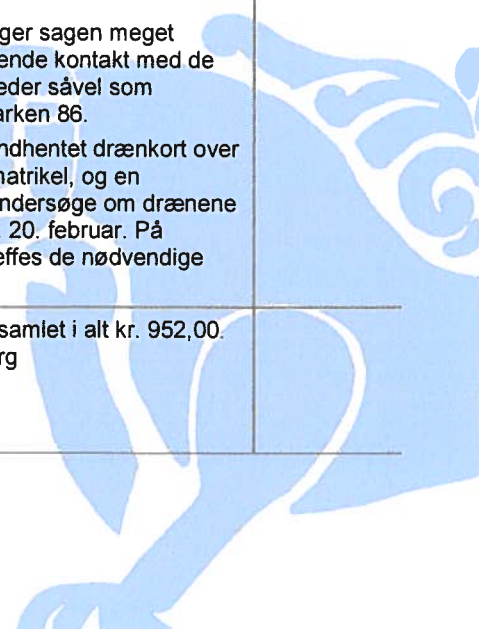 ger sagen meget
ende kontakt med de
eder såvel som
arken 86.
ndhentet drænkort over
natrikel, og en
ndersøge om drænene
. 20. februar. På
effes de nødvendige
samlet i alt kr. 952,00.
rg